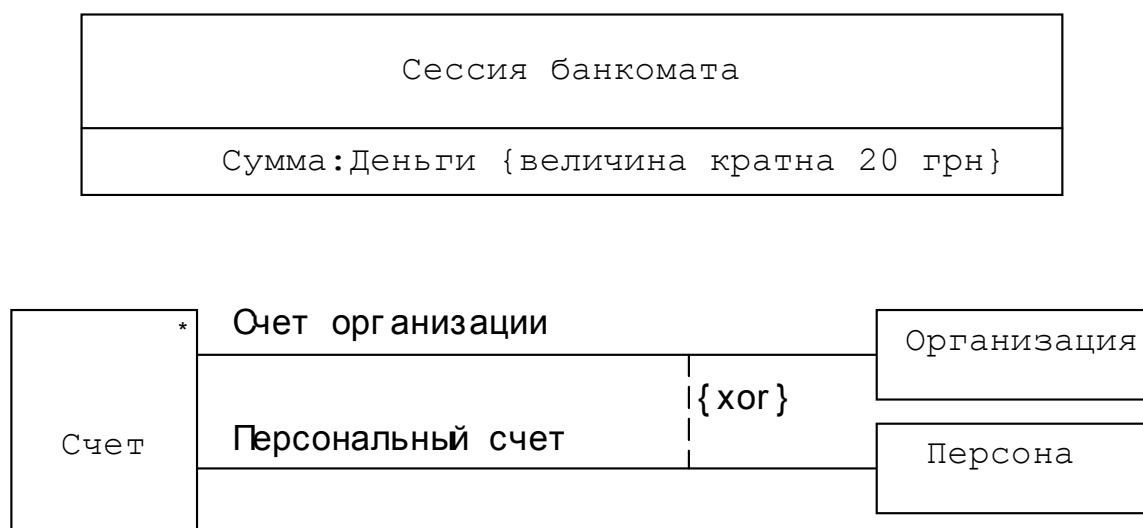 Сессия банкомата
Сумма:Деньги {величина кратна 20 грн}
* Счет организации
Организация
{xor}
Счет
Персональный счет
Персона